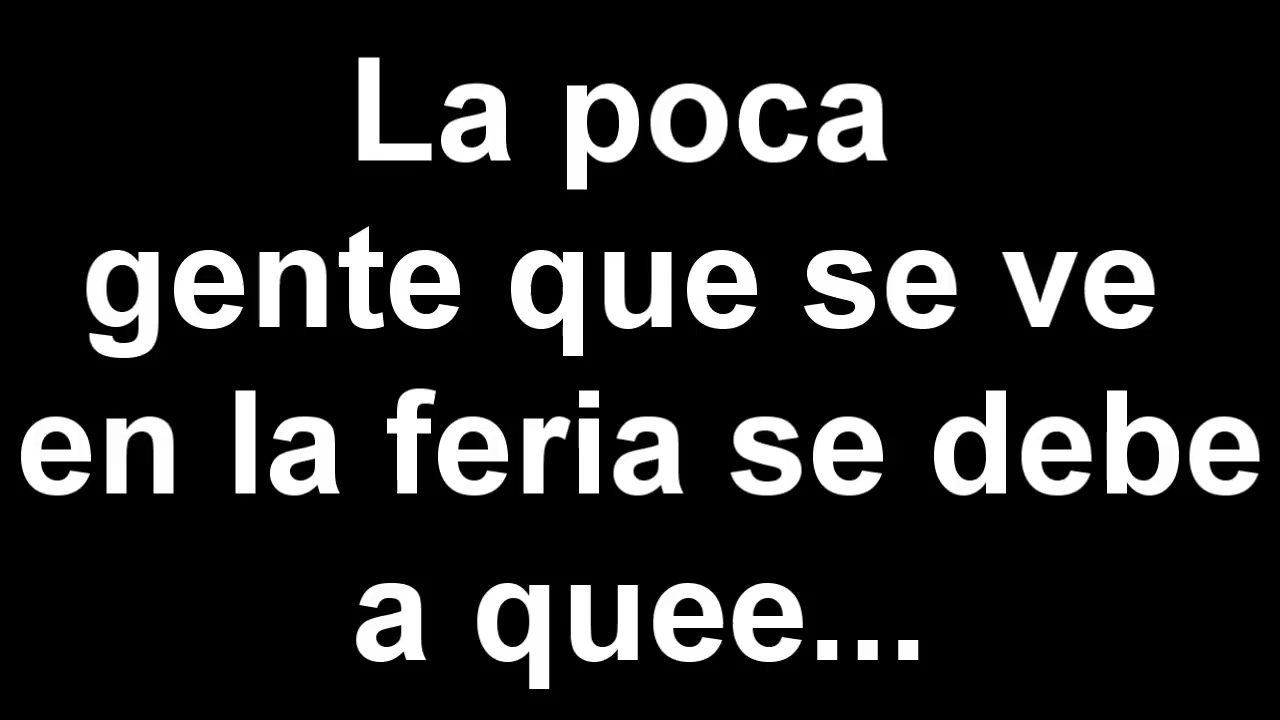 La poca
gente que se ve
en la feria se debe
a quee...